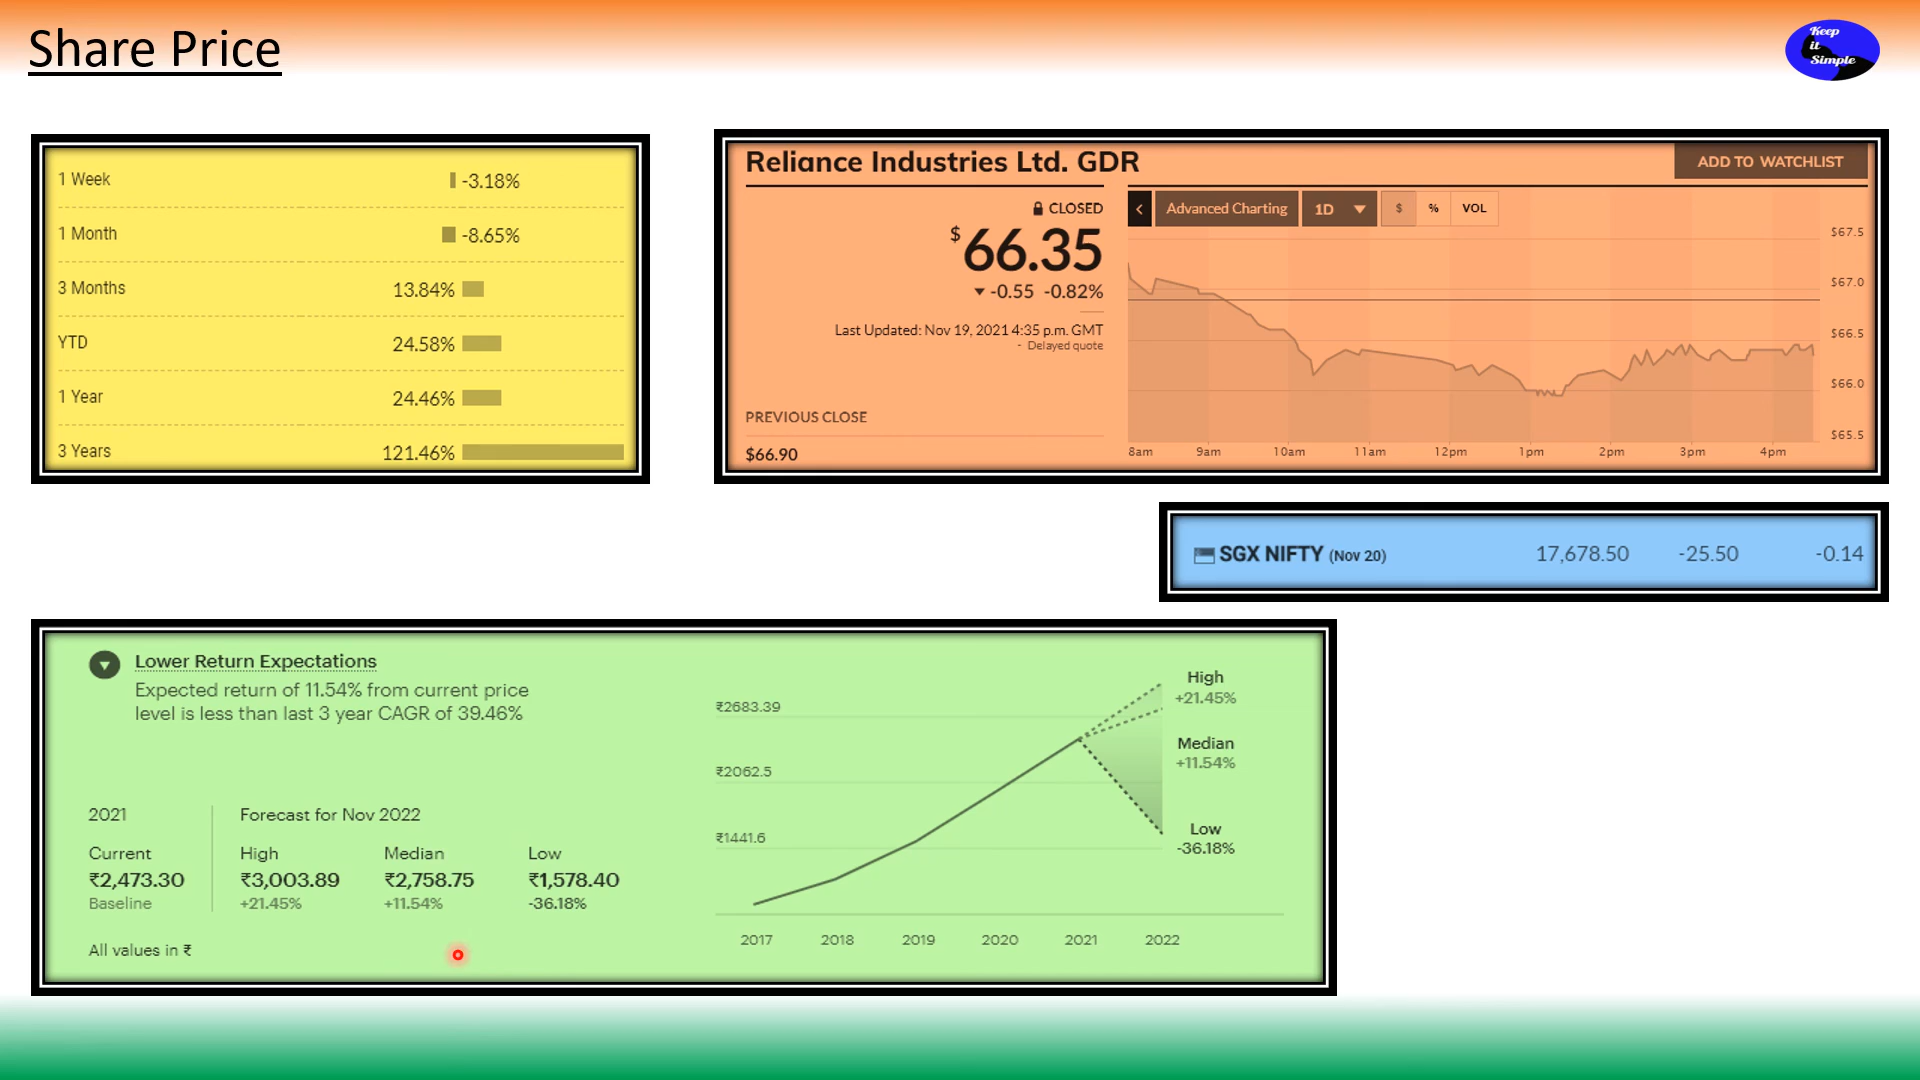 Share Price
Keep
it
Simple
1 Week -3.18%
1 Month -8.65%
3 Months 13.84%
YTD 24.58%
1 Year 24.46%
3 Years 121.46%
Reliance Industries Ltd. GDR
ADD TO WATCHLIST
CLOSED
$66.35
-0.55 -0.82%
Last Updated: Nov 19, 2021 4:35 p.m. GMT
- Delayed quote
PREVIOUS CLOSE
$66.90
Advanced Charting 1D $ % VOL
$67.5
$67.0
$66.5
$66.0
$65.5
8am 9am 10am 11am 12pm 1pm 2pm 3pm 4pm
SGX NIFTY (Nov 20) 17,678.50 -25.50 -0.14
Lower Return Expectations
Expected return of 11.54% from current price
level is less than last 3 year CAGR of 39.46%
2021 Forecast for Nov 2022
Current High Median Low
₹2,473.30 ₹3,003.89 ₹2,758.75 ₹1,578.40
Baseline +21.45% +11.54% -36.18%
All values in ₹
₹2683.39
₹2062.5
₹1441.6
High
+21.45%
Median
+11.54%
Low
-36.18%
2017 2018 2019 2020 2021 2022